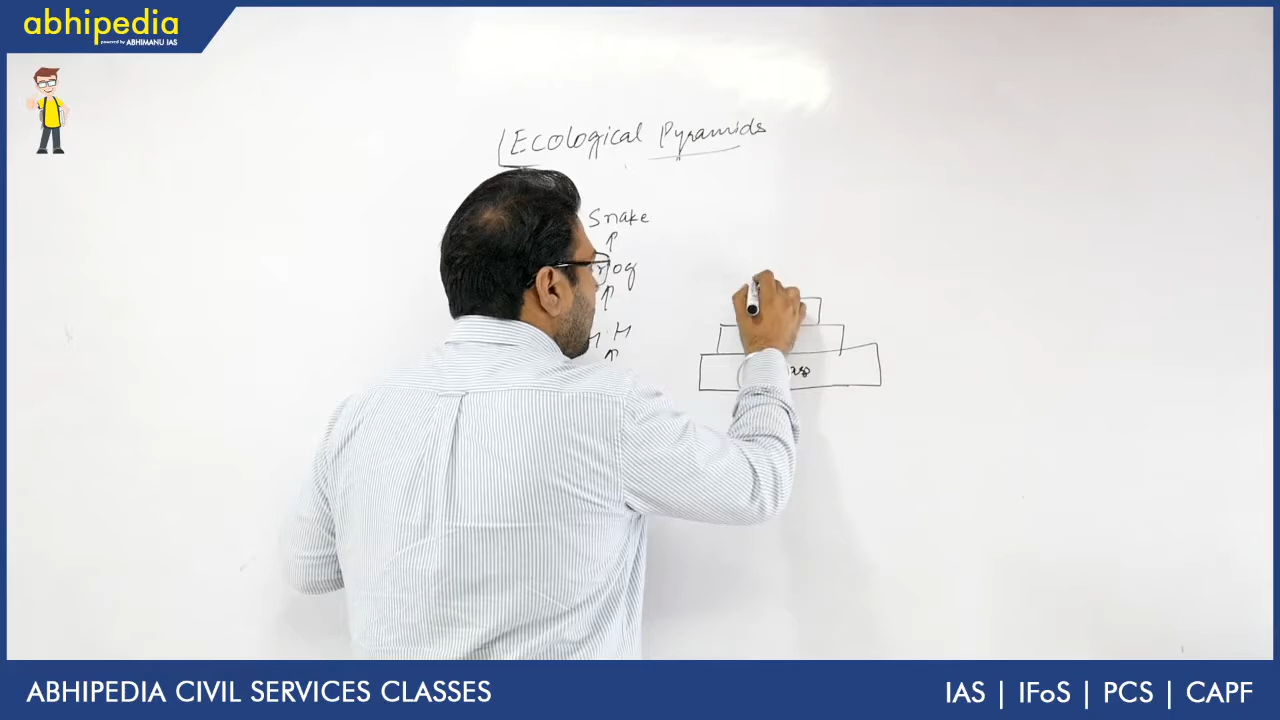 abhipedia
powered by ABHIMANU IAS
Ecological Pyramids
Snake
↑
↑
↑
ABHIPEDIA CIVIL SERVICES CLASSES
IAS | IFoS | PCS | CAPF